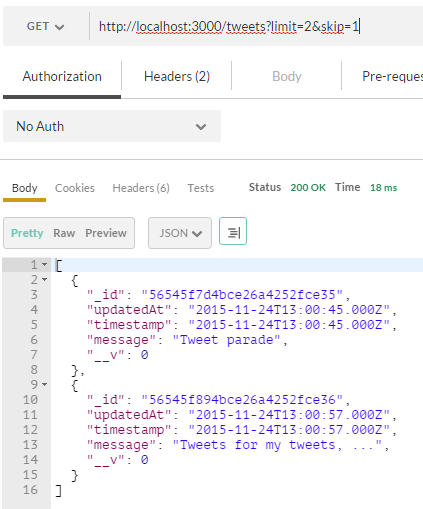 GET http://localhost:3000/tweets?limit=2&skip=1
Authorization Headers (2) Body Pre-reques
No Auth
Body Cookies Headers (6) Tests Status 200 OK Time 18 ms
Pretty Raw Preview JSON
1 [
2 {
3 "_id": "56545f7d4bce26a4252fce35",
4 "updatedAt": "2015-11-24T13:00:45.000Z",
5 "timestamp": "2015-11-24T13:00:45.000Z",
6 "message": "Tweet parade",
7 "__v": 0
8 },
9 {
10 "_id": "56545f894bce26a4252fce36",
11 "updatedAt": "2015-11-24T13:00:57.000Z",
12 "timestamp": "2015-11-24T13:00:57.000Z",
13 "message": "Tweets for my tweets, ...",
14 "__v": 0
15 }
16 ]